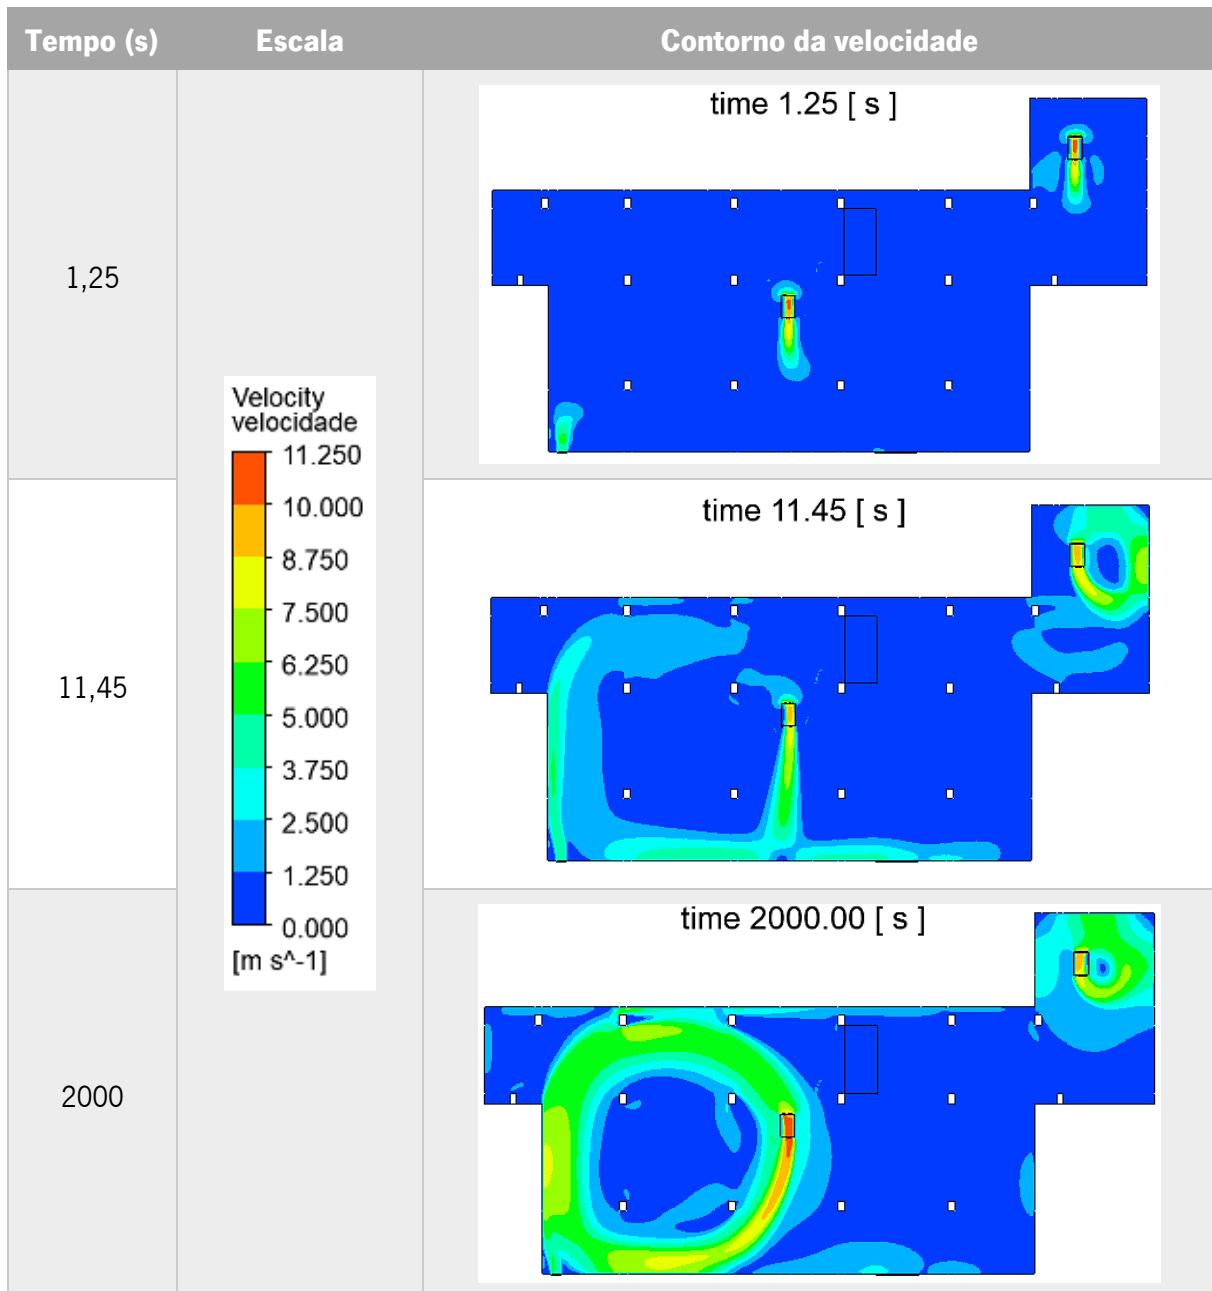 Tempo (s)
Escala
Contorno da velocidade
1,25
time 1.25 [ s ]
Velocity
velocidade
11.250
10.000
8.750
7.500
6.250
5.000
3.750
2.500
1.250
0.000
[m s^-1]
11,45
time 11.45 [ s ]
2000
time 2000.00 [ s ]